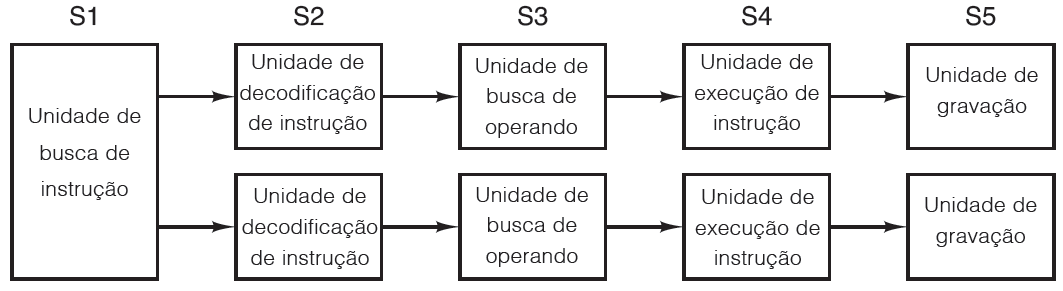 S1
S2
S3
S4
S5
Unidade de
busca de
instrução
Unidade de
decodificação
de instrução
Unidade de
busca de
operando
Unidade de
execução de
instrução
Unidade de
gravação
Unidade de
decodificação
de instrução
Unidade de
busca de
operando
Unidade de
execução de
instrução
Unidade de
gravação